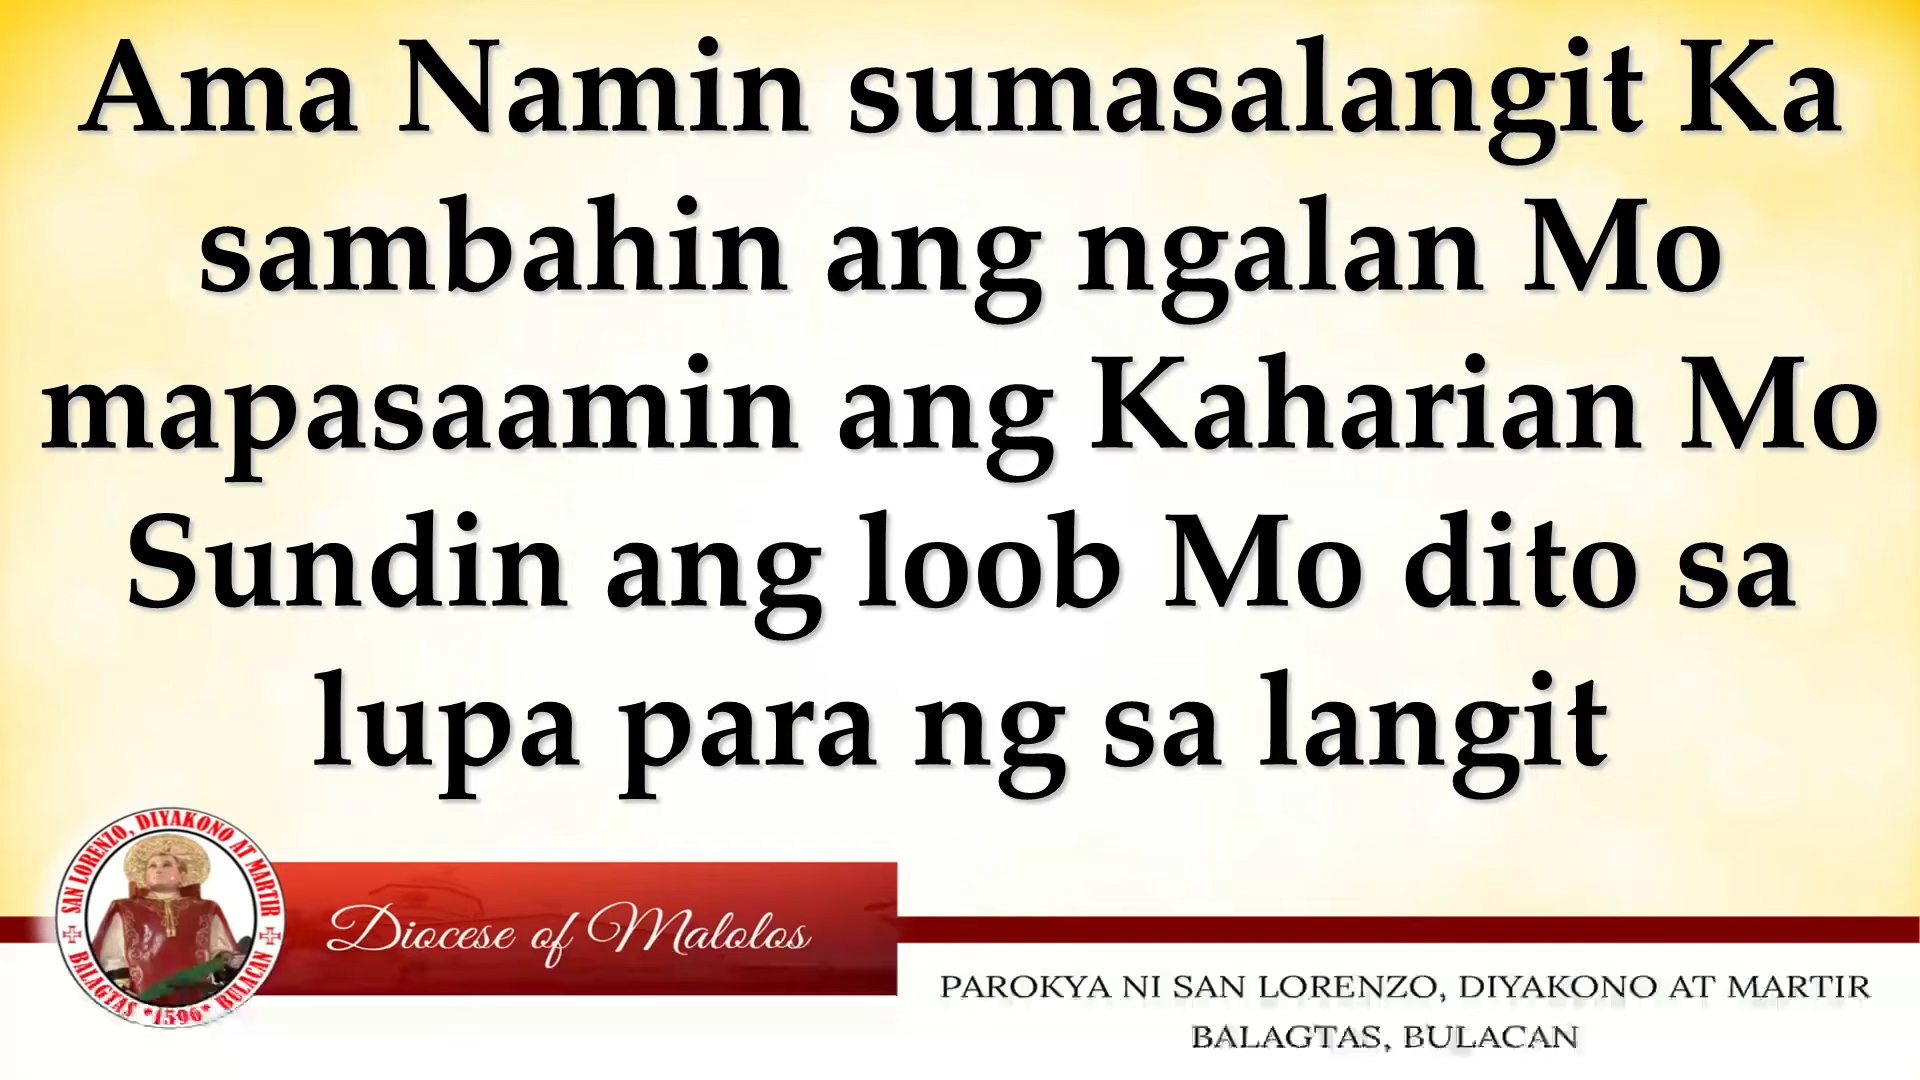 Ama Namin sumasalangit Ka
sambahin ang ngalan Mo
mapasaamin ang Kaharian Mo
Sundin ang loob Mo dito sa
lupa para ng sa langit
SAN LORENZO, DIYAKONO AT MARTIR
BALAGTAS *1596* BULACAN
Diocese of Malolos
PAROKYA NI SAN LORENZO, DIYAKONO AT MARTIR
BALAGTAS, BULACAN